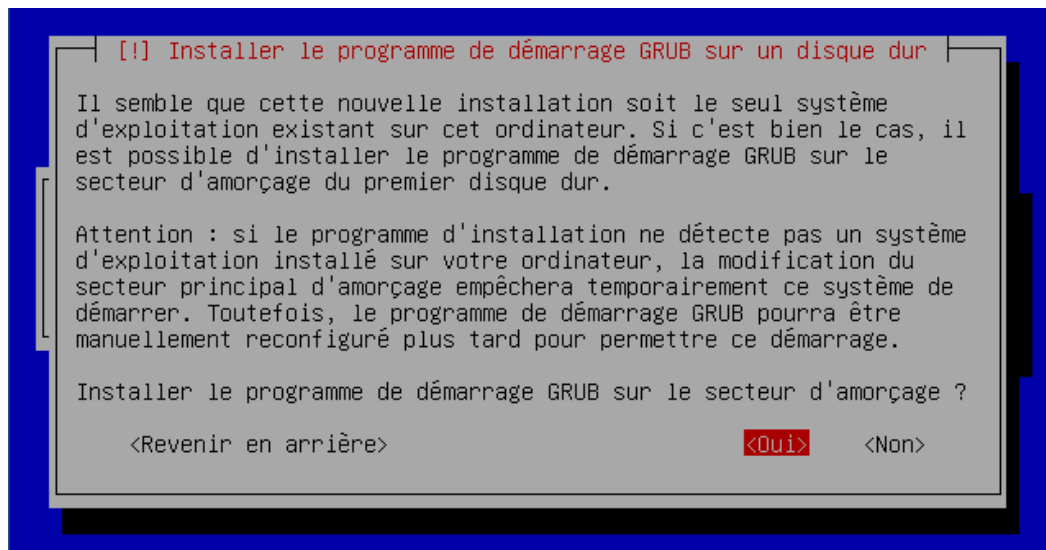 [!] Installer le programme de démarrage GRUB sur un disque dur
Il semble que cette nouvelle installation soit le seul système
d'exploitation existant sur cet ordinateur. Si c'est bien le cas, il
est possible d'installer le programme de démarrage GRUB sur le
secteur d'amorçage du premier disque dur.
Attention : si le programme d'installation ne détecte pas un système
d'exploitation installé sur votre ordinateur, la modification du
secteur principal d'amorçage empêchera temporairement ce système de
démarrer. Toutefois, le programme de démarrage GRUB pourra être
manuellement reconfiguré plus tard pour permettre ce démarrage.
Installer le programme de démarrage GRUB sur le secteur d'amorçage ?
<Revenir en arrière> <Oui> <Non>